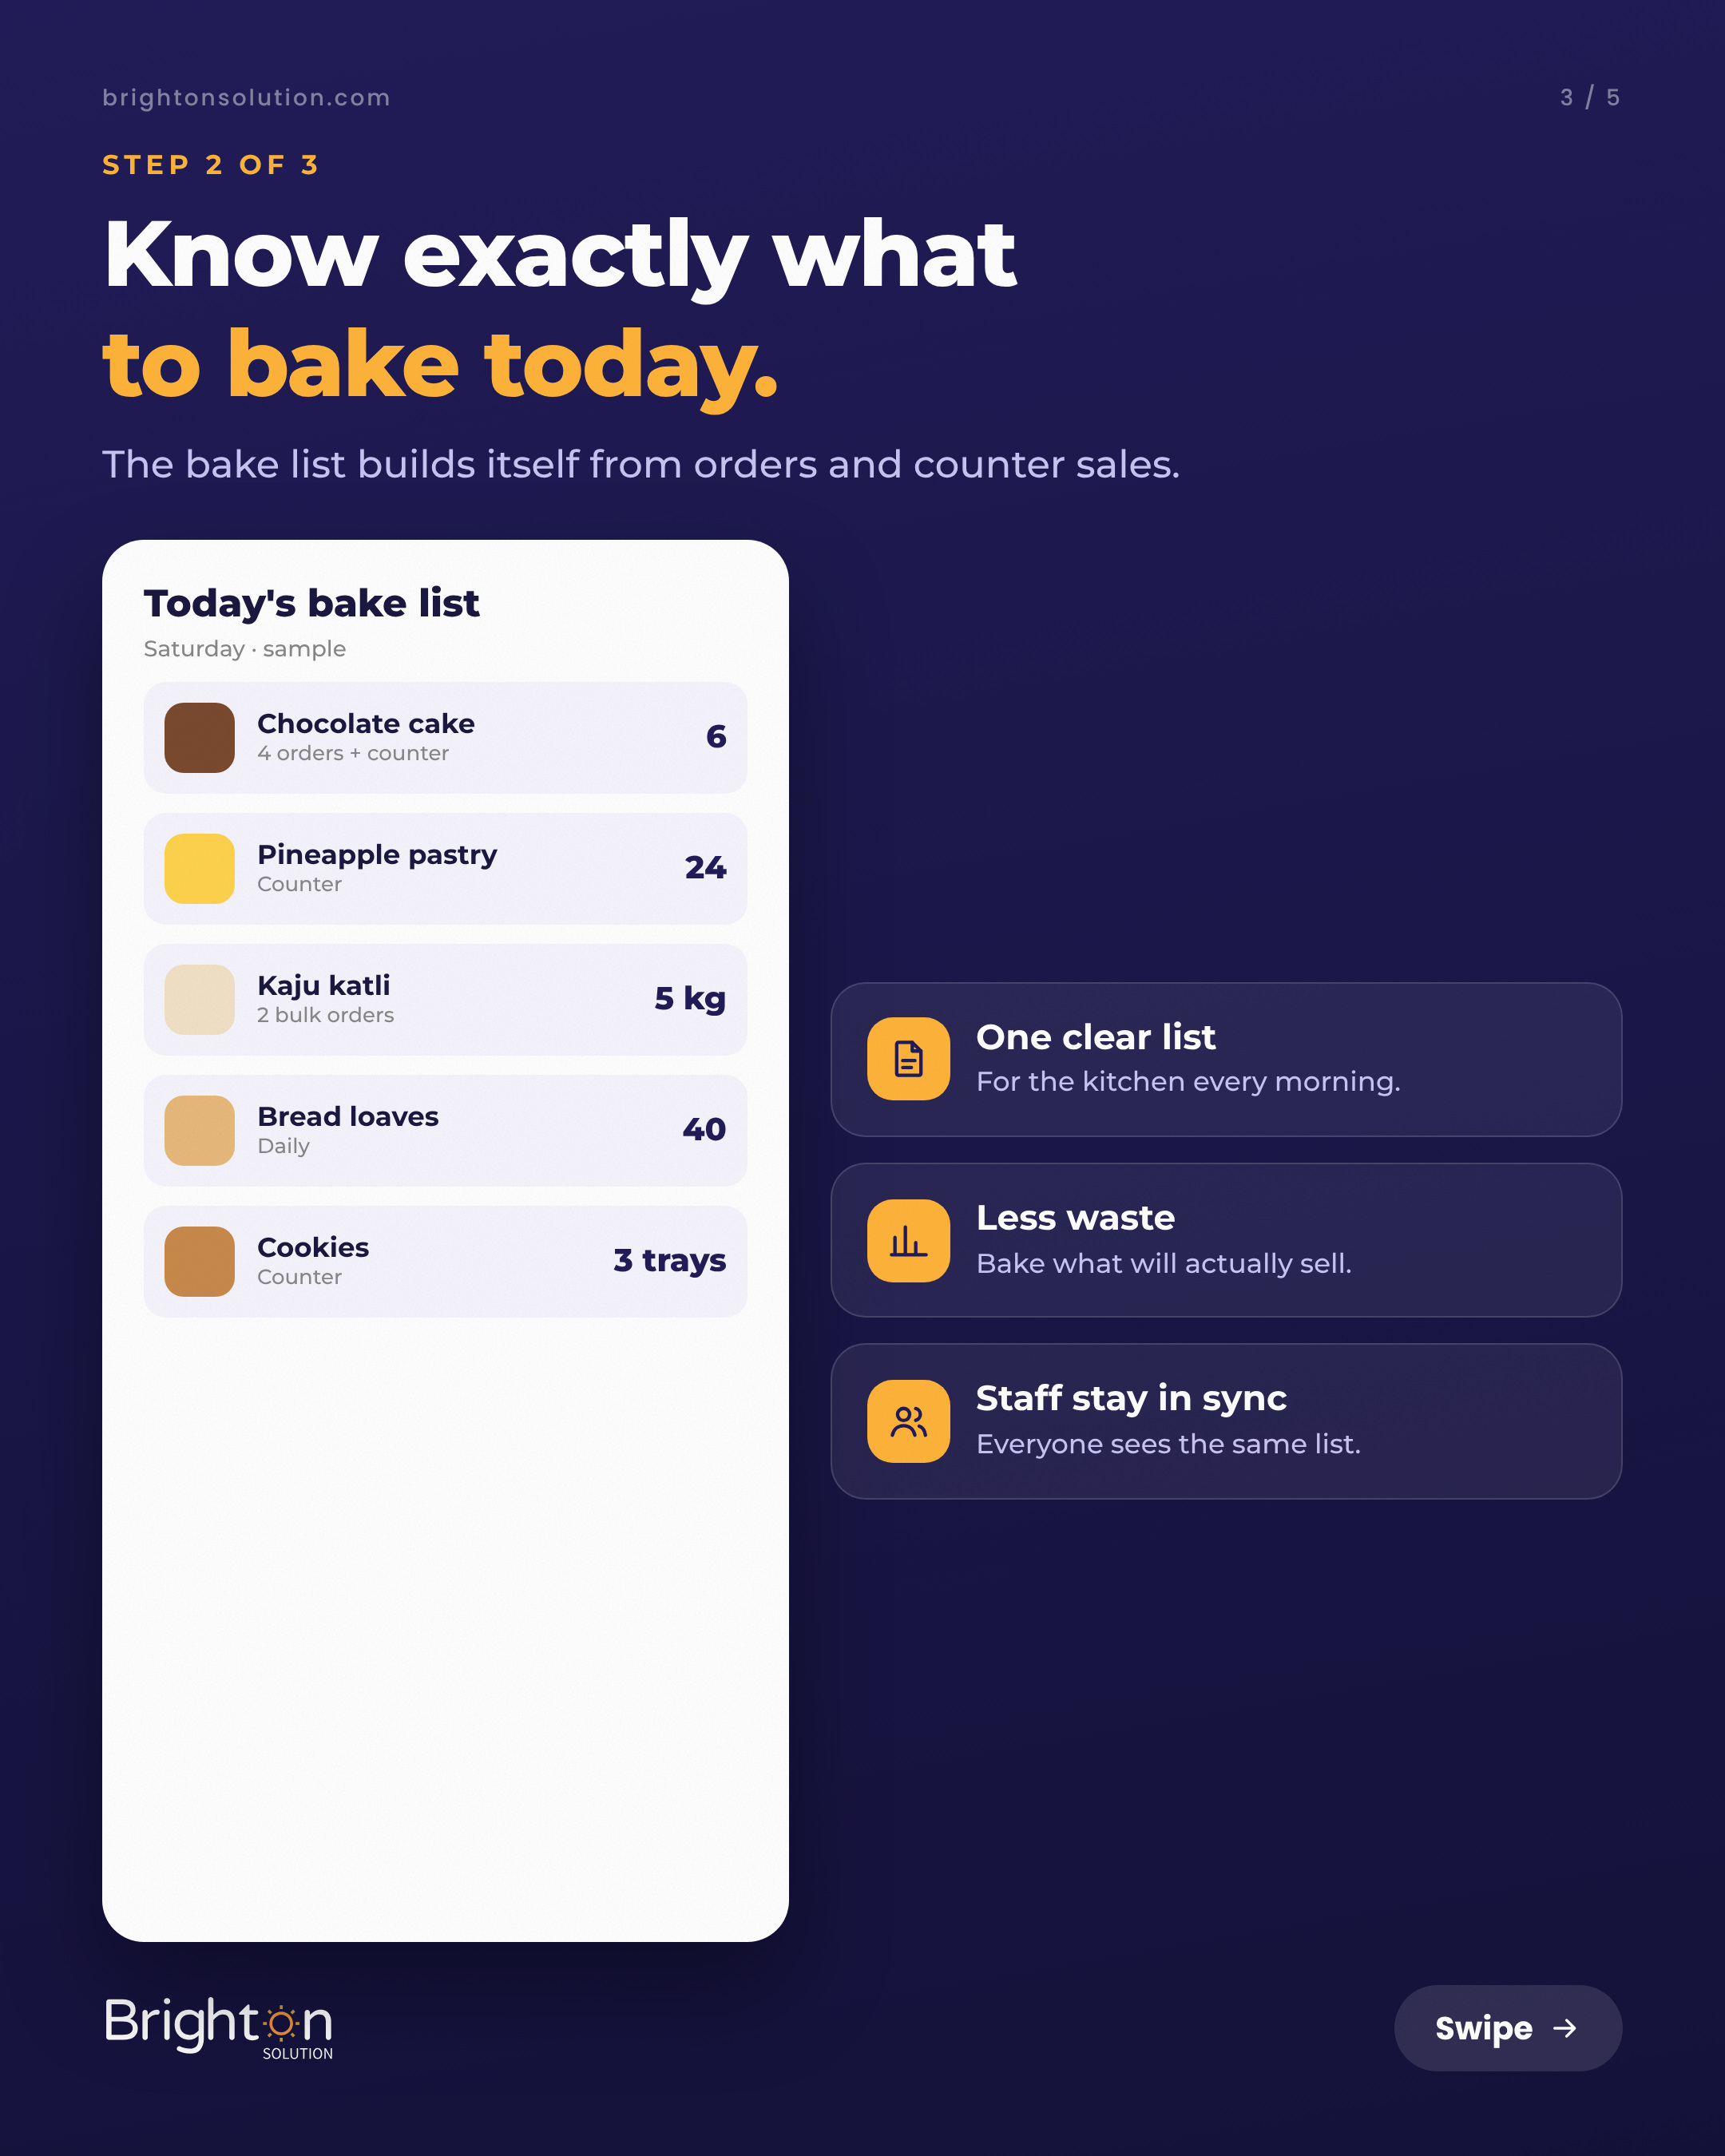 brightonsolution.com
3 / 5
STEP 2 OF 3
Know exactly what
to bake today.
The bake list builds itself from orders and counter sales.
Today's bake list
Saturday · sample
Chocolate cake
4 orders + counter
6
Pineapple pastry
Counter
24
Kaju katli
2 bulk orders
5 kg
Bread loaves
Daily
40
Cookies
Counter
3 trays
One clear list
For the kitchen every morning.
Less waste
Bake what will actually sell.
Staff stay in sync
Everyone sees the same list.
Brighton
SOLUTION
Swipe →